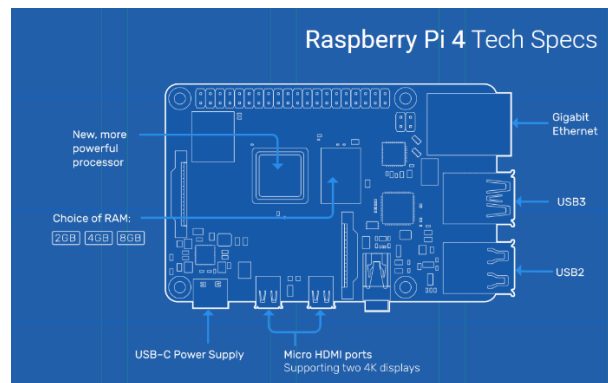 Raspberry Pi 4 Tech Specs
New, more
powerful
processor
Choice of RAM:
2GB 4GB 8GB
Gigabit
Ethernet
USB3
USB2
USB-C Power Supply
Micro HDMI ports
Supporting two 4K displays